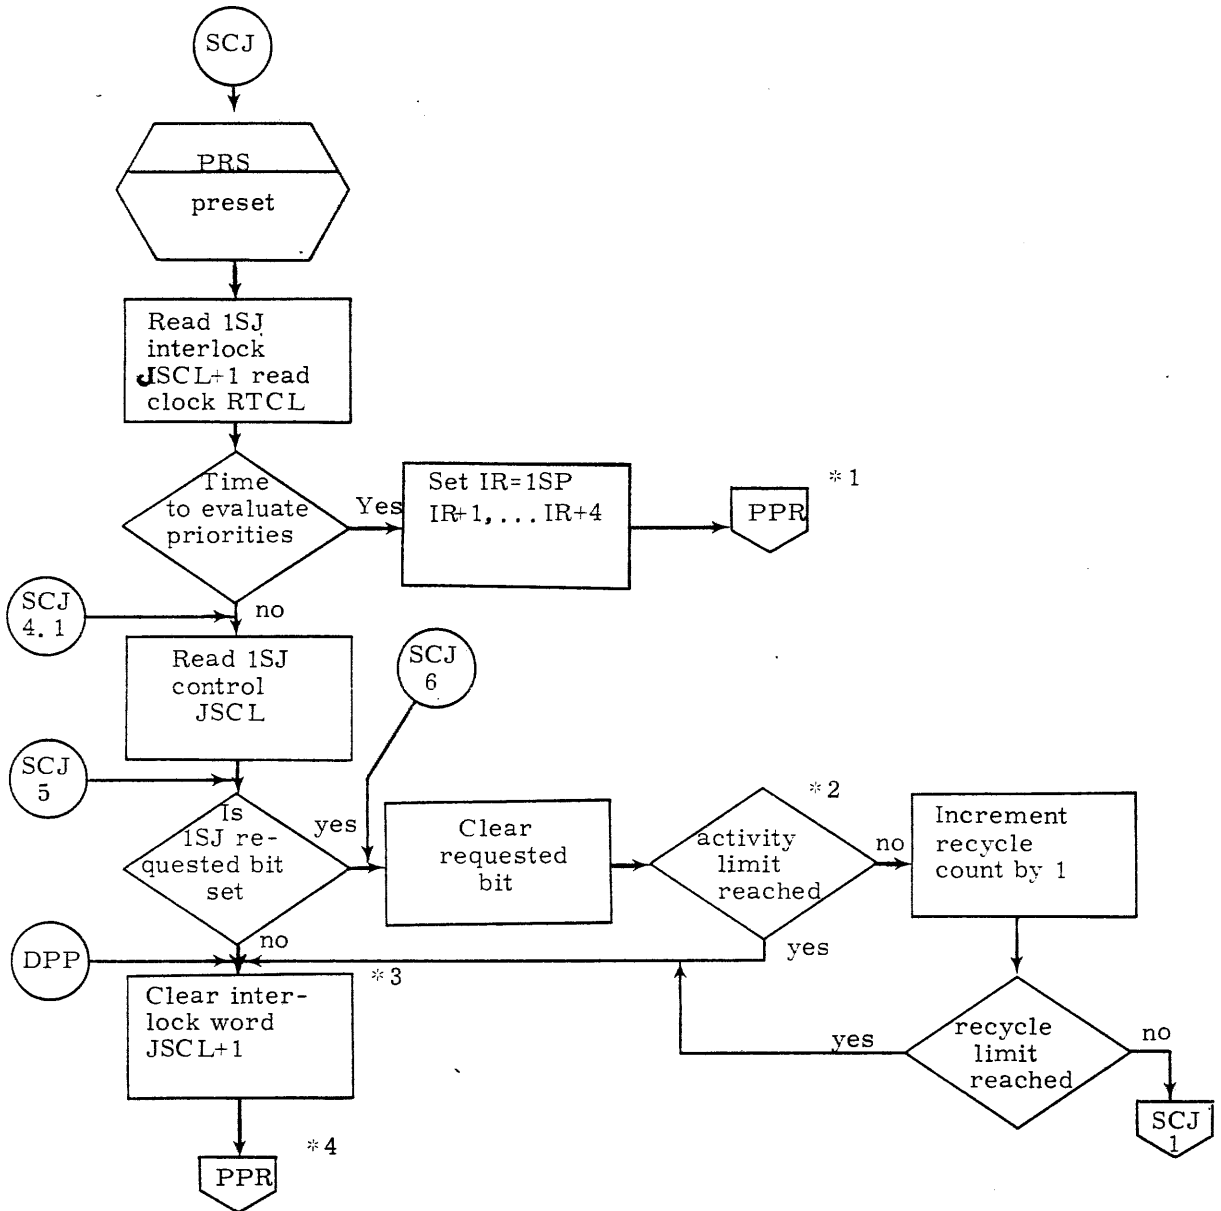 SCJ
PRS
preset
Read 1SJ
interlock
JSCL+1 read
clock RTCL
Time
to evaluate
priorities
Yes
Set IR=1SP
IR+1, ... IR+4
*1
PPR
no
SCJ
4.1
Read 1SJ
control
JSCL
SCJ
6
SCJ
5
Is
1SJ re-
quested bit
set
yes
Clear
requested
bit
*2
activity
limit
reached
no
Increment
recycle
count by 1
no
yes
DPP
*3
Clear inter-
lock word
JSCL+1
yes
recycle
limit
reached
no
SCJ
1
*4
PPR